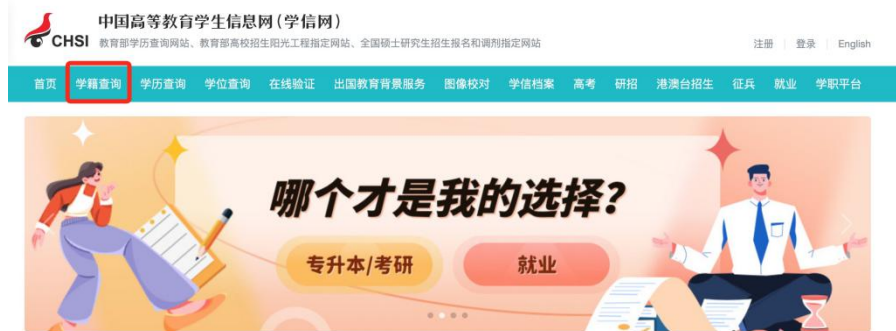 中国高等教育学生信息网(学信网)
CHSI 教育部学历查询网站、教育部高校招生阳光工程指定网站、全国硕士研究生招生报名和调剂指定网站
注册 登录 English
首页 学籍查询 学历查询 学位查询 在线验证 出国教育背景服务 图像校对 学信档案 高考 研招 港澳台招生 征兵 就业 学职平台
哪个才是我的选择?
专升本/考研 就业